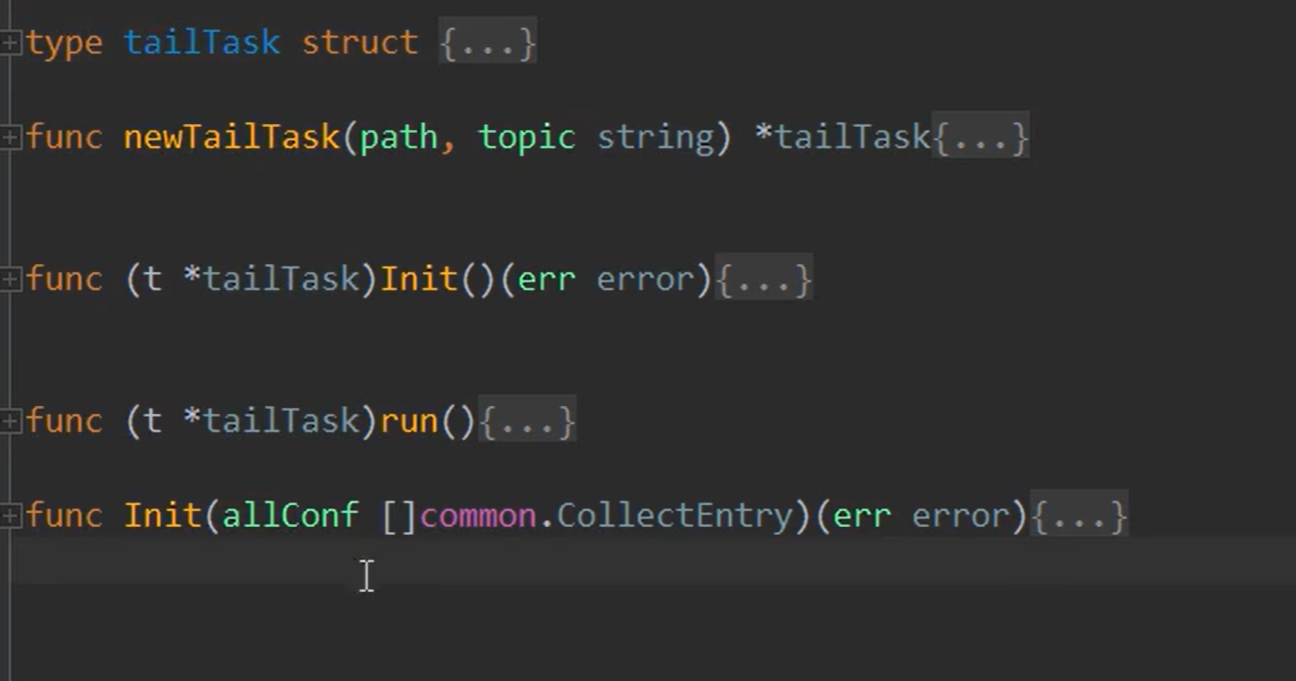 type tailTask struct {...}
func newTailTask(path, topic string) *tailTask{...}
func (t *tailTask)Init()(err error){...}
func (t *tailTask)run(){...}
func Init(allConf []common.CollectEntry)(err error){...}